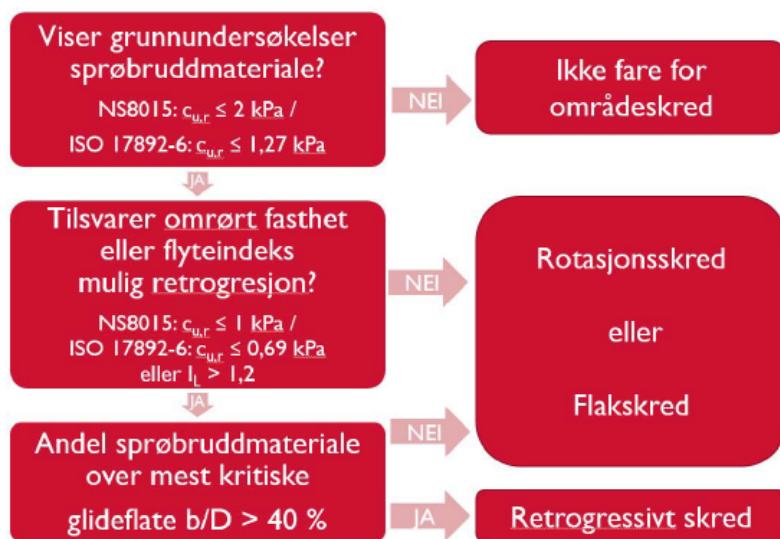 Viser grunnundersøkelser
sprøbruddmateriale?
NS8015: cu,r ≤ 2 kPa /
ISO 17892-6: cu,r ≤ 1,27 kPa
NEI
Ikke fare for
områdeskred
JA
Tilsvarer omrørt fasthet
eller flyteindeks
mulig retrogresjon?
NS8015: cu,r ≤ 1 kPa /
ISO 17892-6: cu,r ≤ 0,69 kPa
eller IL > 1,2
NEI
Rotasjonsskred
eller
Flakskred
JA
Andel sprøbruddmateriale
over mest kritiske
glideflate b/D > 40 %
NEI
JA
Retrogressivt skred